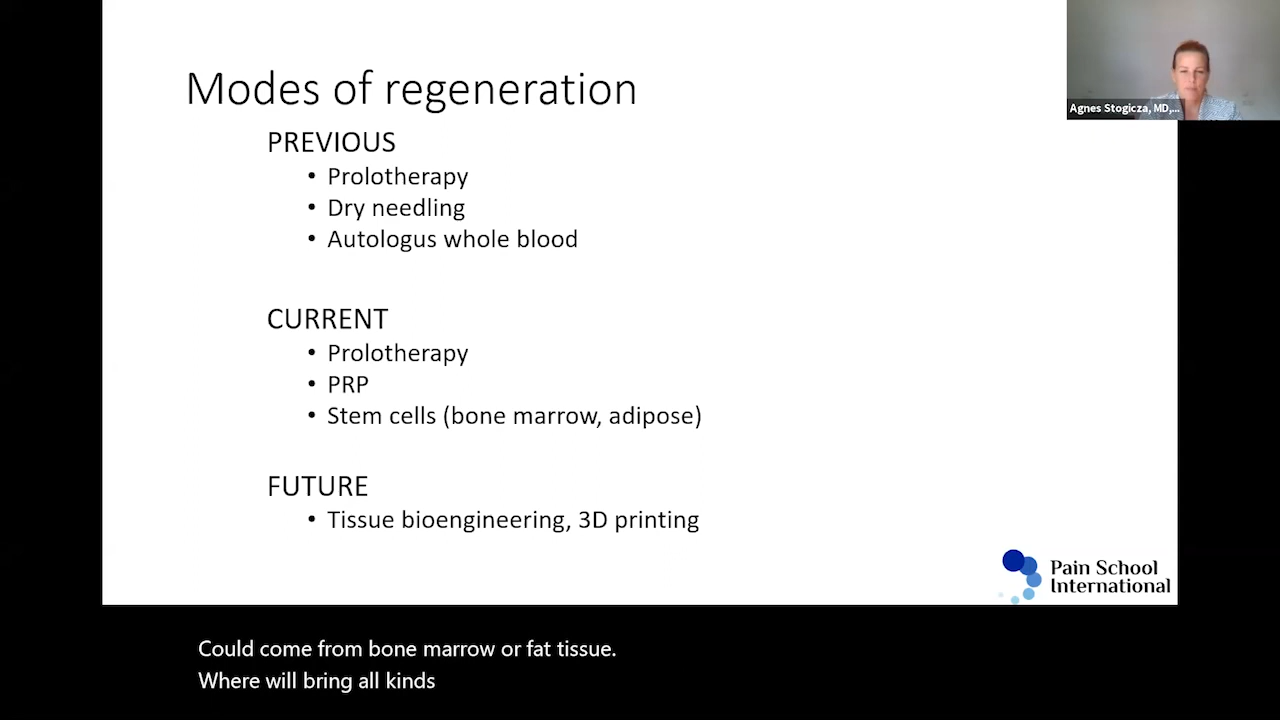 Modes of regeneration
Agnes Stogicza, MD,...
PREVIOUS
• Prolotherapy
• Dry needling
• Autologus whole blood
CURRENT
• Prolotherapy
• PRP
• Stem cells (bone marrow, adipose)
FUTURE
• Tissue bioengineering, 3D printing
Pain School
International
Could come from bone marrow or fat tissue.
Where will bring all kinds